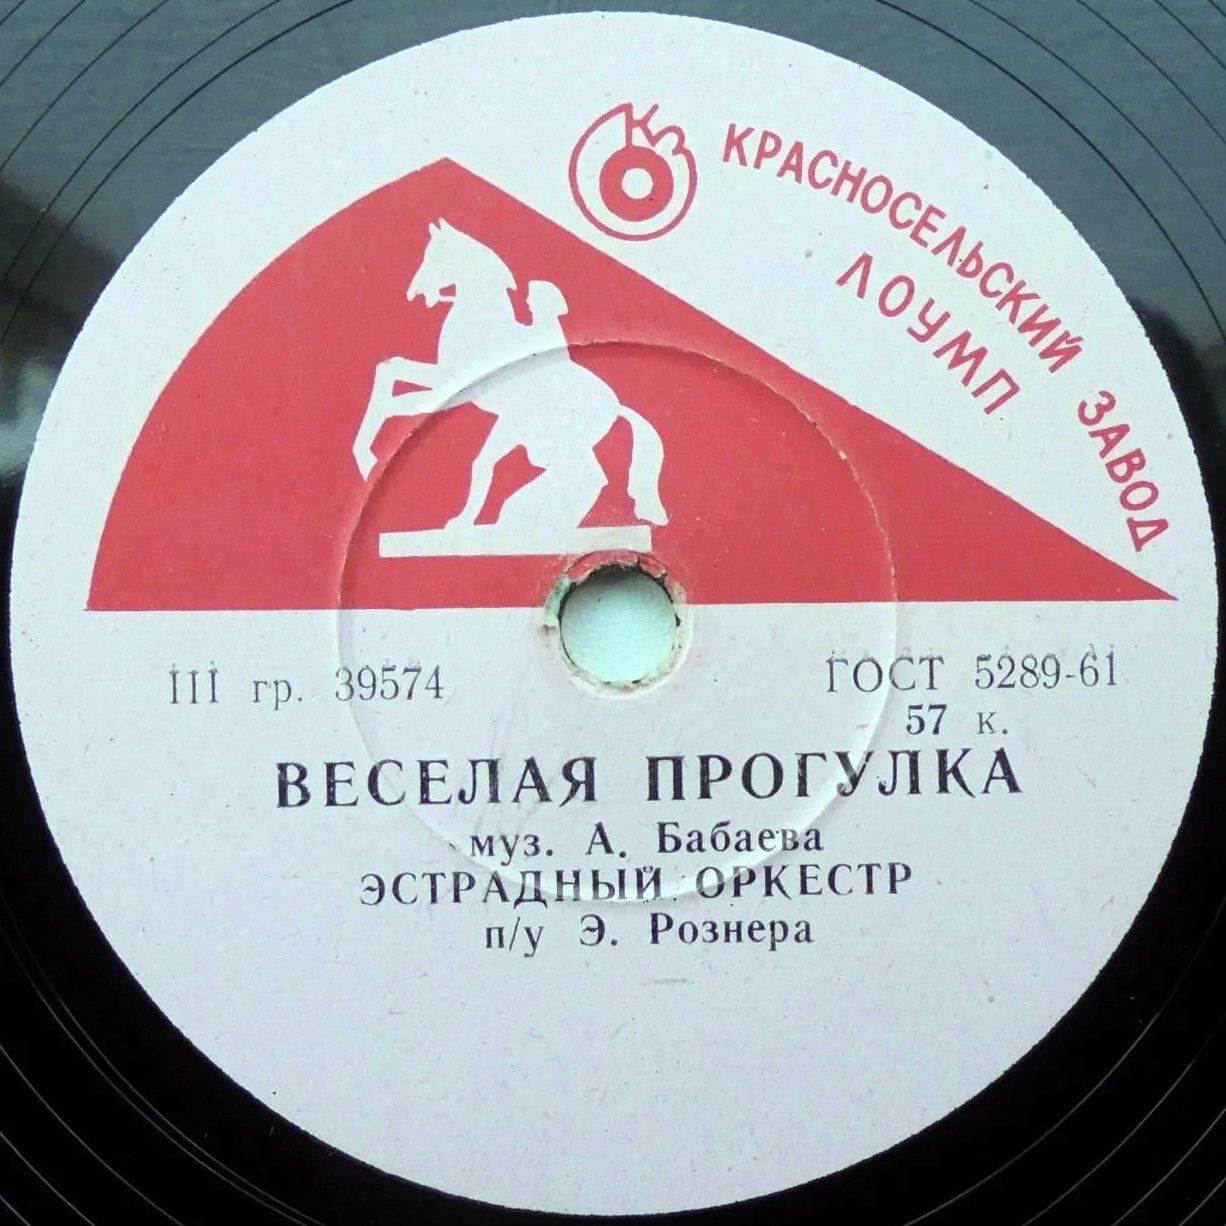 КЗ
КРАСНОСЕЛЬСКИЙ ЗАВОД
ЛОУМП
III гр. 39574
ГОСТ 5289-61
57 к.
ВЕСЕЛАЯ ПРОГУЛКА
муз. А. Бабаева
ЭСТРАДНЫЙ ОРКЕСТР
п/у Э. Рознера